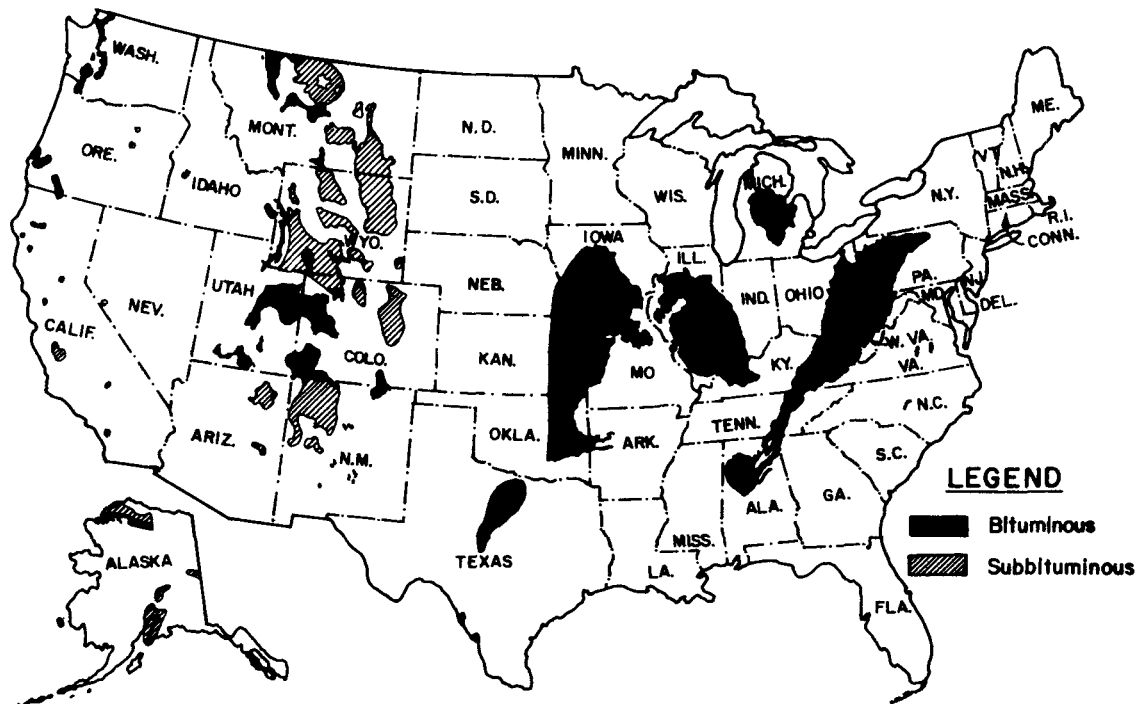 WASH.
ORE.
IDAHO
MONT.
N.D.
S.D.
MINN.
WIS.
MICH.
WYO.
NEB.
IOWA
ILL.
IND.
OHIO
PA.
N.Y.
VT.
N.H.
ME.
MASS.
R.I.
CONN.
N.J.
MD.
DEL.
W. VA.
VA.
KY.
N.C.
TENN.
S.C.
GA.
ALA.
MISS.
LA.
FLA.
ARK.
MO
KAN.
OKLA.
TEXAS
COLO.
N.M.
UTAH
ARIZ.
NEV.
CALIF.
ALASKA
LEGEND
Bituminous
Subbituminous